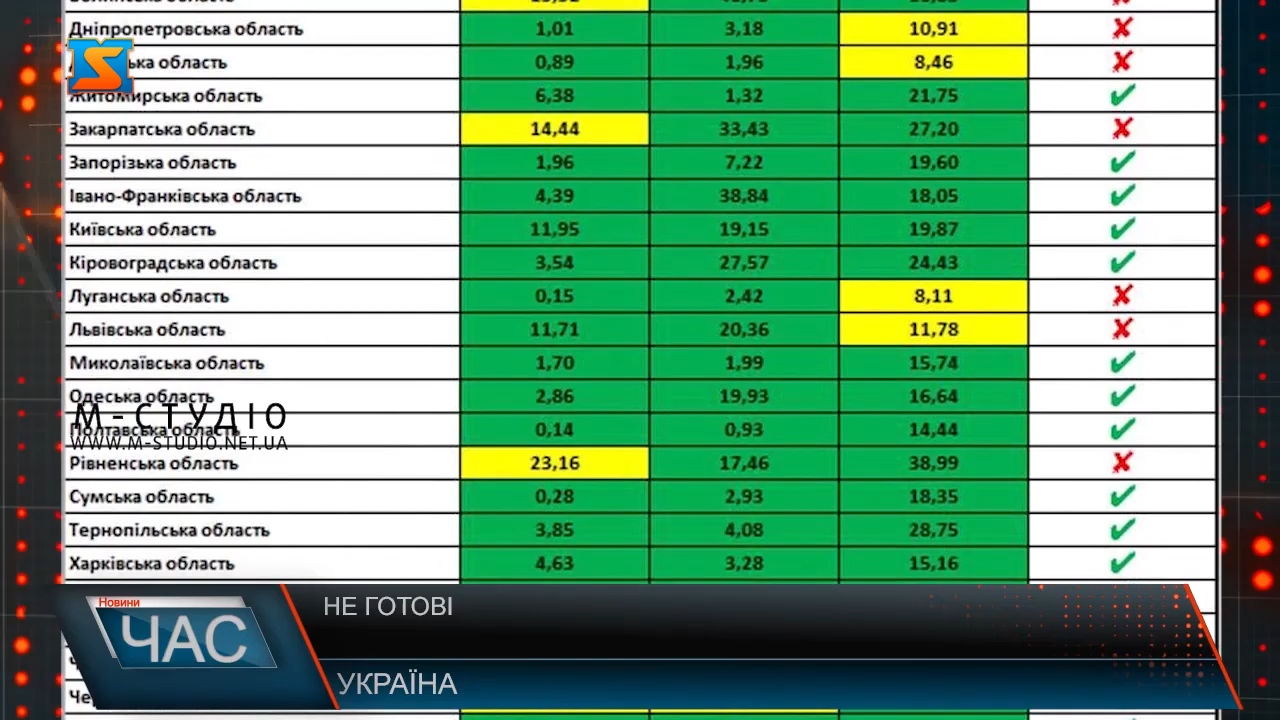 Дніпропетровська область 1,01 3,18 10,91 ✘
ька область 0,89 1,96 8,46 ✘
Житомирська область 6,38 1,32 21,75 ✔
Закарпатська область 14,44 33,43 27,20 ✘
Запорізька область 1,96 7,22 19,60 ✔
Івано-Франківська область 4,39 38,84 18,05 ✔
Київська область 11,95 19,15 19,87 ✔
Кіровоградська область 3,54 27,57 24,43 ✔
Луганська область 0,15 2,42 8,11 ✘
Львівська область 11,71 20,36 11,78 ✘
Миколаївська область 1,70 1,99 15,74 ✔
Одеська область 2,86 19,93 16,64 ✔
М-СТУДІО
Полтавська область 0,14 0,93 14,44 ✔
WWW.M-STUDIO.NET.UA
Рівненська область 23,16 17,46 38,99 ✘
Сумська область 0,28 2,93 18,35 ✔
Тернопільська область 3,85 4,08 28,75 ✔
Харківська область 4,63 3,28 15,16 ✔
Новини
ЧАС
НЕ ГОТОВІ
УКРАЇНА